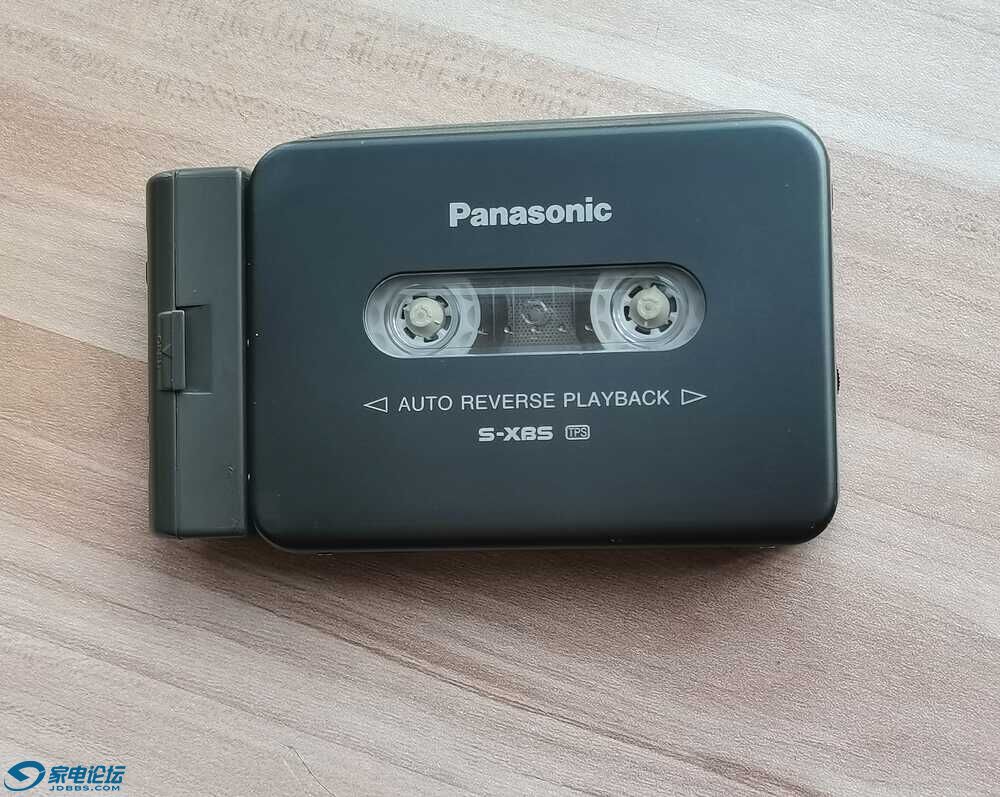 Panasonic
◁ AUTO REVERSE PLAYBACK ▷
S-XBS TPS
家电论坛
JDBBS.COM